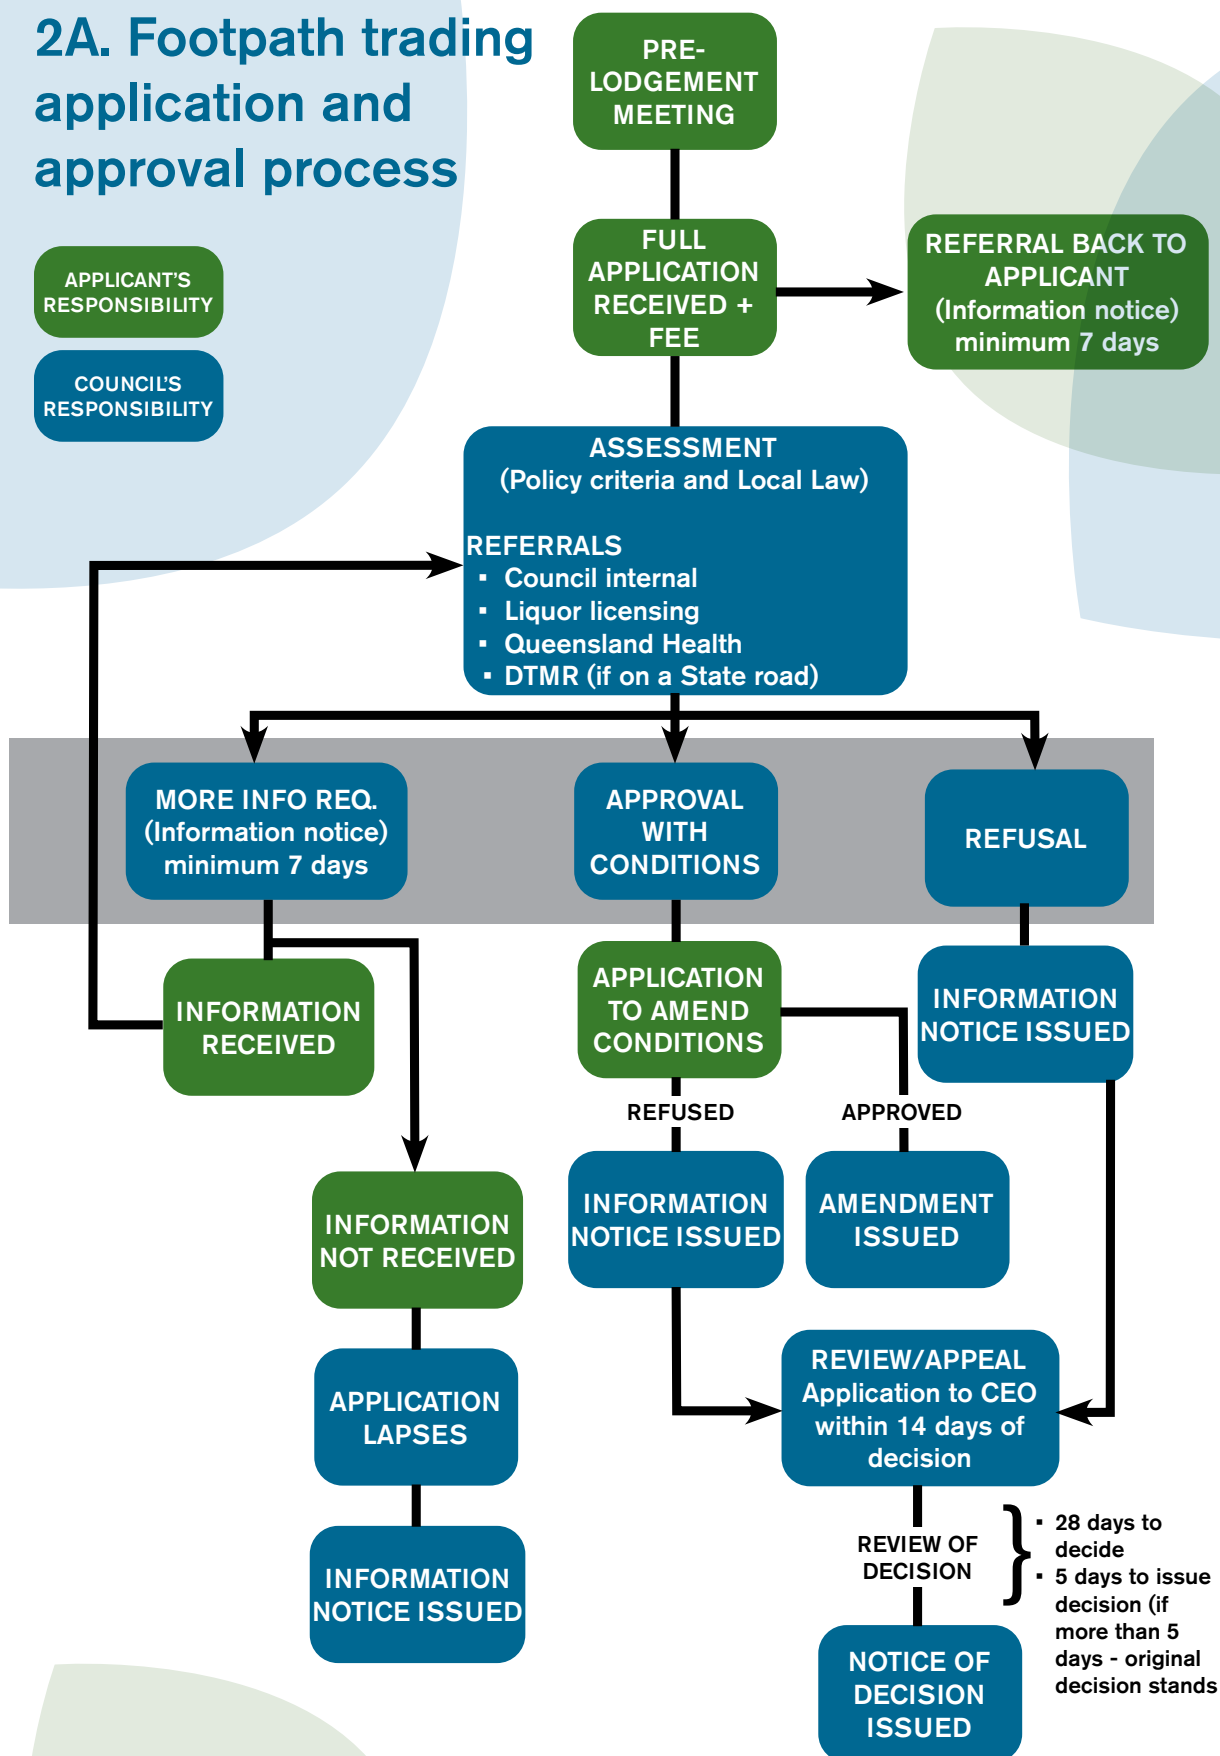 2A. Footpath trading
application and
approval process
APPLICANT'S
RESPONSIBILITY
COUNCIL'S
RESPONSIBILITY
PRE-
LODGEMENT
MEETING
FULL
APPLICATION
RECEIVED +
FEE
REFERRAL BACK TO
APPLICANT
(Information notice)
minimum 7 days
ASSESSMENT
(Policy criteria and Local Law)
REFERRALS
▪ Council internal
▪ Liquor licensing
▪ Queensland Health
▪ DTMR (if on a State road)
MORE INFO REQ.
(Information notice)
minimum 7 days
APPROVAL
WITH
CONDITIONS
REFUSAL
INFORMATION
RECEIVED
APPLICATION
TO AMEND
CONDITIONS
INFORMATION
NOTICE ISSUED
REFUSED
APPROVED
INFORMATION
NOT RECEIVED
INFORMATION
NOTICE ISSUED
AMENDMENT
ISSUED
APPLICATION
LAPSES
REVIEW/APPEAL
Application to CEO
within 14 days of
decision
INFORMATION
NOTICE ISSUED
REVIEW OF
DECISION
▪ 28 days to
decide
▪ 5 days to issue
decision (if
more than 5
days - original
decision stands
NOTICE OF
DECISION
ISSUED